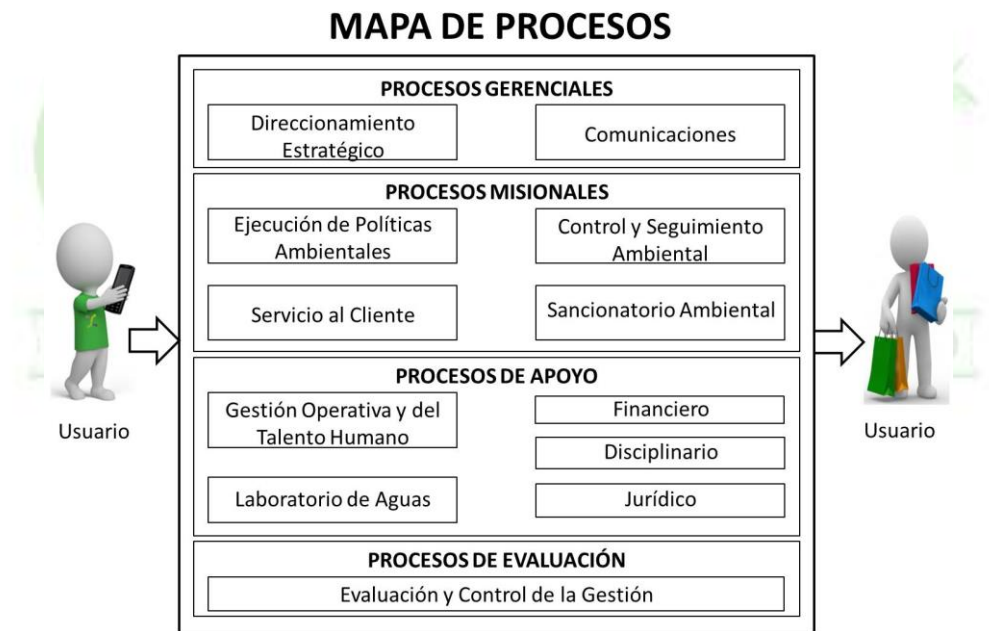 MAPA DE PROCESOS
PROCESOS GERENCIALES
Direccionamiento
Estratégico
Comunicaciones
PROCESOS MISIONALES
Ejecución de Políticas
Ambientales
Control y Seguimiento
Ambiental
Servicio al Cliente
Sancionatorio Ambiental
PROCESOS DE APOYO
Gestión Operativa y del
Talento Humano
Financiero
Disciplinario
Laboratorio de Aguas
Jurídico
PROCESOS DE EVALUACIÓN
Evaluación y Control de la Gestión
Usuario
Usuario